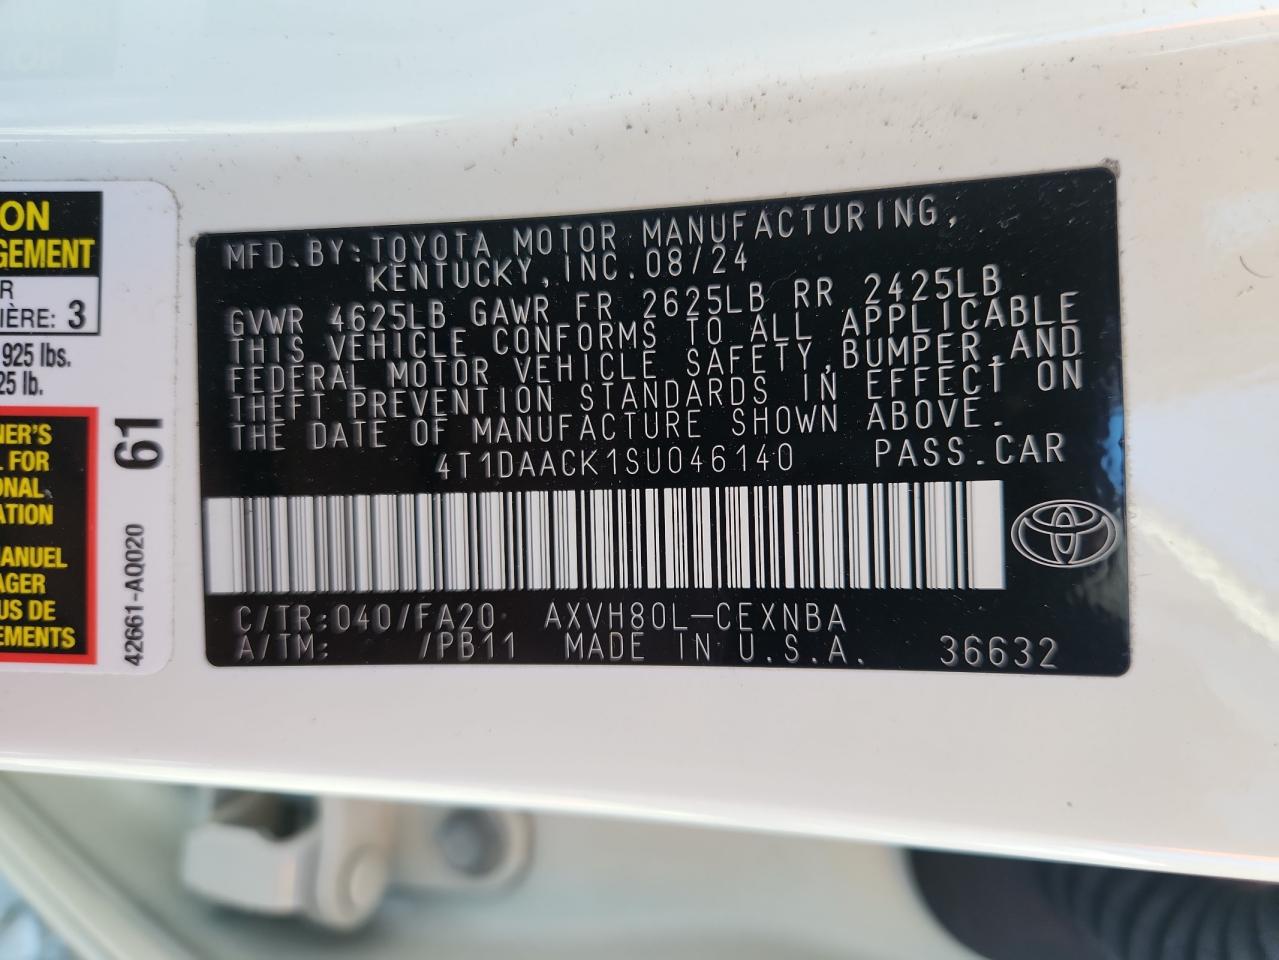 ON
GEMENT
R
IÈRE: 3
925 lbs.
25 lb.
NER'S
L FOR
ONAL
ATION
ANUEL
AGER
US DE
EMENTS
61
42661-AQ020
MFD.BY:TOYOTA MOTOR MANUFACTURING,
KENTUCKY,INC.08/24
GVWR 4625LB GAWR FR 2625LB RR 2425LB
THIS VEHICLE CONFORMS TO ALL APPLICABLE
FEDERAL MOTOR VEHICLE SAFETY,BUMPER,AND
THEFT PREVENTION STANDARDS IN EFFECT ON
THE DATE OF MANUFACTURE SHOWN ABOVE.
4T1DAACK1SU046140 PASS.CAR
C/TR:040/FA20 AXVH80L-CEXNBA
A/TM: /PB11 MADE IN U.S.A. 36632